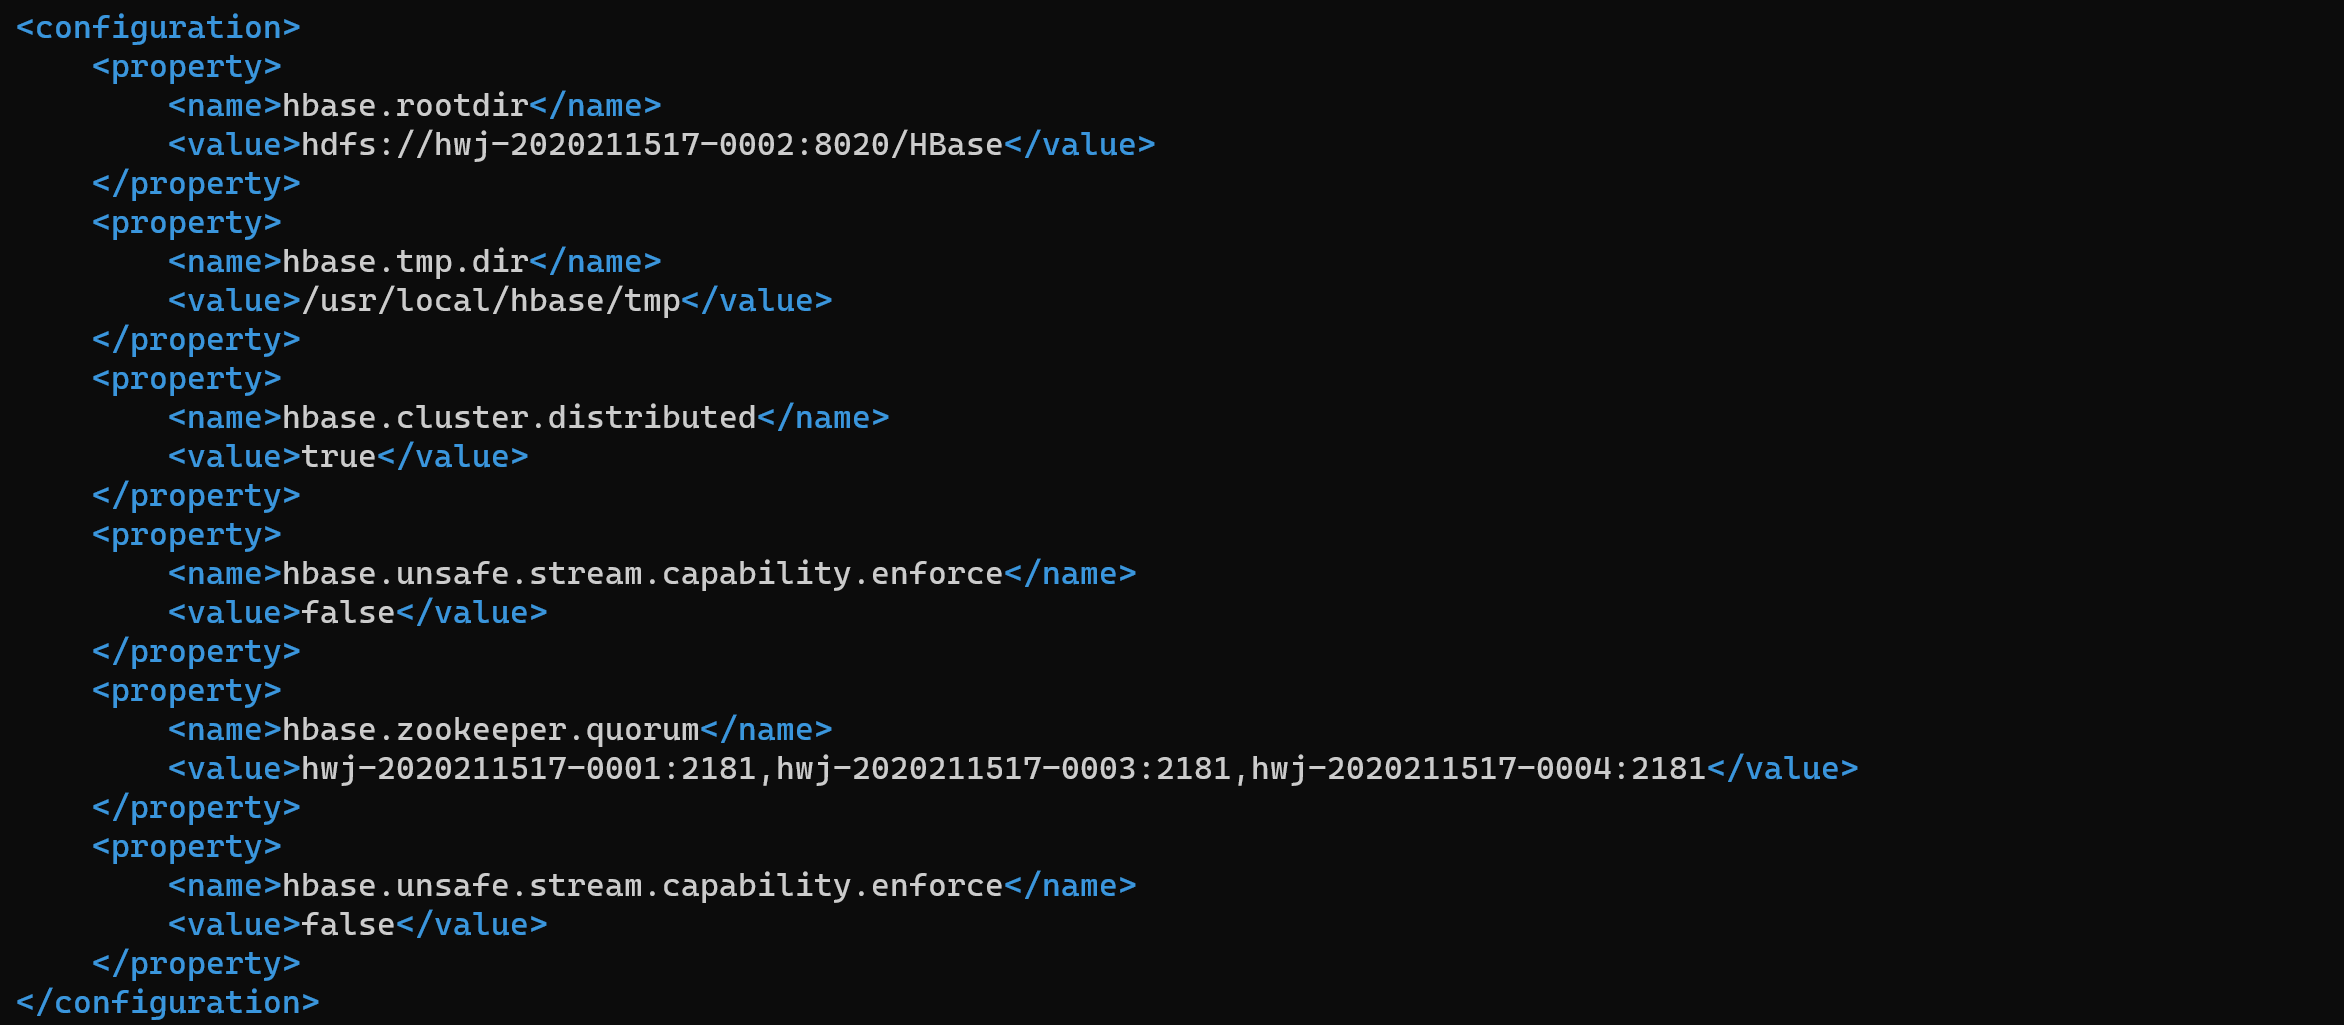 <configuration>
    <property>
        <name>hbase.rootdir</name>
        <value>hdfs://hwj-2020211517-0002:8020/HBase</value>
    </property>
    <property>
        <name>hbase.tmp.dir</name>
        <value>/usr/local/hbase/tmp</value>
    </property>
    <property>
        <name>hbase.cluster.distributed</name>
        <value>true</value>
    </property>
    <property>
        <name>hbase.unsafe.stream.capability.enforce</name>
        <value>false</value>
    </property>
    <property>
        <name>hbase.zookeeper.quorum</name>
        <value>hwj-2020211517-0001:2181,hwj-2020211517-0003:2181,hwj-2020211517-0004:2181</value>
    </property>
    <property>
        <name>hbase.unsafe.stream.capability.enforce</name>
        <value>false</value>
    </property>
</configuration>